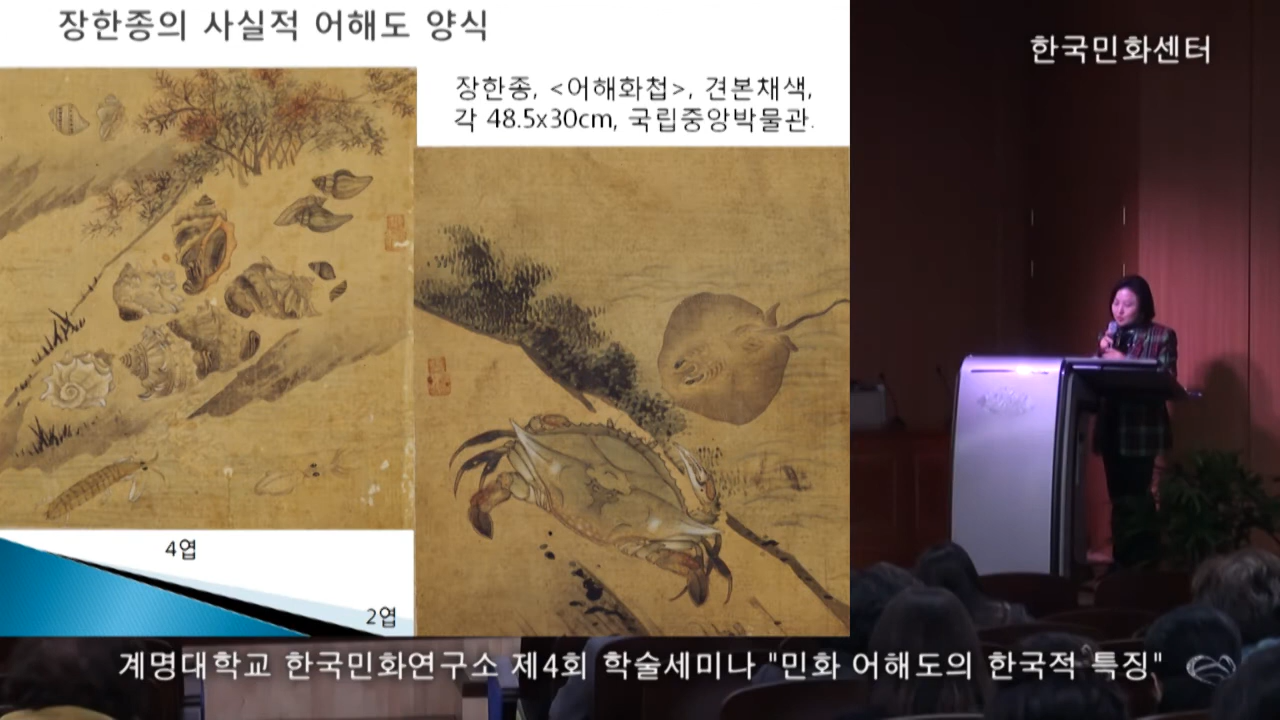 장한종의 사실적 어해도 양식
한국민화센터
장한종, <어해화첩>, 견본채색,
각 48.5x30cm, 국립중앙박물관.
4엽
2엽
계명대학교 한국민화연구소 제4회 학술세미나 "민화 어해도의 한국적 특징"